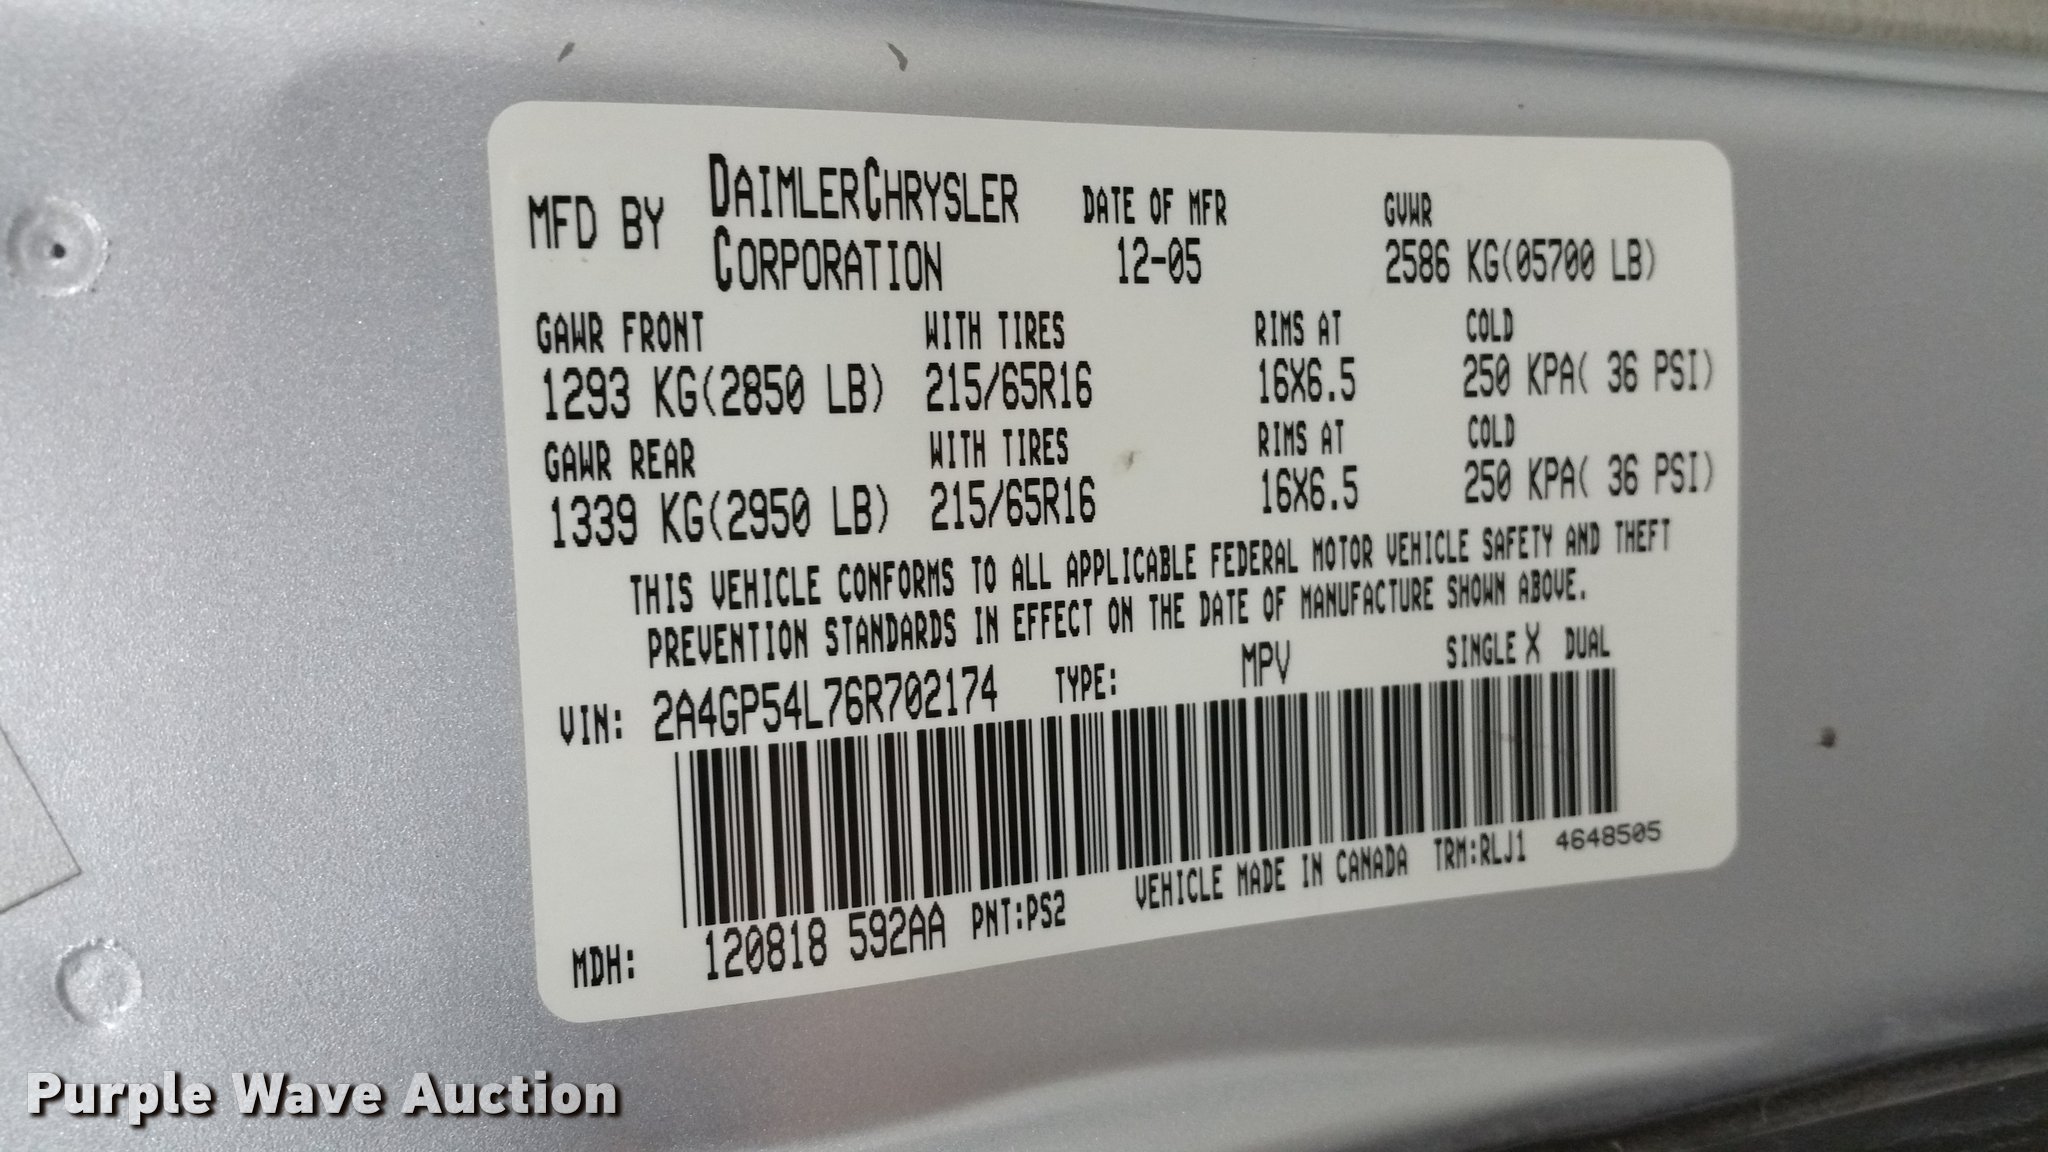 MFD BY DAIMLERCHRYSLER CORPORATION
DATE OF MFR
12-05
GVWR
2586 KG(05700 LB)
GAWR FRONT WITH TIRES RIMS AT COLD
1293 KG(2850 LB) 215/65R16 16X6.5 250 KPA( 36 PSI)
GAWR REAR WITH TIRES RIMS AT COLD
1339 KG(2950 LB) 215/65R16 16X6.5 250 KPA( 36 PSI)
THIS VEHICLE CONFORMS TO ALL APPLICABLE FEDERAL MOTOR VEHICLE SAFETY AND THEFT
PREVENTION STANDARDS IN EFFECT ON THE DATE OF MANUFACTURE SHOWN ABOVE.
VIN: 2A4GP54L76R702174 TYPE: MPV SINGLE X DUAL
MDH: 120818 592AA PNT:PS2 VEHICLE MADE IN CANADA TRM:RLJ1 4648505
Purple Wave Auction